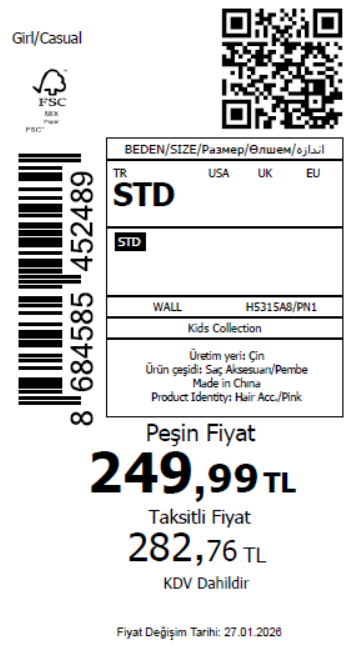 Girl/Casual
FSC
MIX
Paper
FSC™
BEDEN/SIZE/Размер/Өлшем/اندازه
TR USA UK EU
STD
STD
WALL H5315A8/PN1
Kids Collection
Üretim yeri: Çin
Ürün çeşidi: Saç Aksesuarı/Pembe
Made in China
Product Identity: Hair Acc./Pink
8 684585 452489
Peşin Fiyat
249,99 TL
Taksitli Fiyat
282,76 TL
KDV Dahildir
Fiyat Değişim Tarihi: 27.01.2026